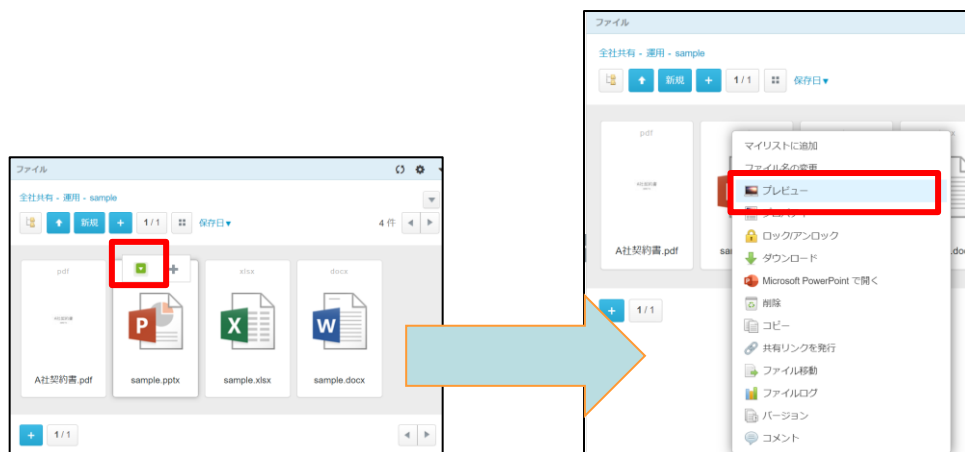 ファイル
全社共有 - 運用 - sample
新規 + 1 / 1 保存日▼ 4 件
pdf xlsx docx
A社契約書.pdf sample.pptx sample.xlsx sample.docx
+ 1 / 1
ファイル
全社共有 - 運用 - sample
新規 + 1 / 1 保存日▼
pdf
A社契約書.pdf
+ 1 / 1
マイリストに追加
ファイル名の変更
プレビュー
ロック/アンロック
ダウンロード
Microsoft PowerPoint で開く
削除
コピー
共有リンクを発行
ファイル移動
ファイルログ
バージョン
コメント